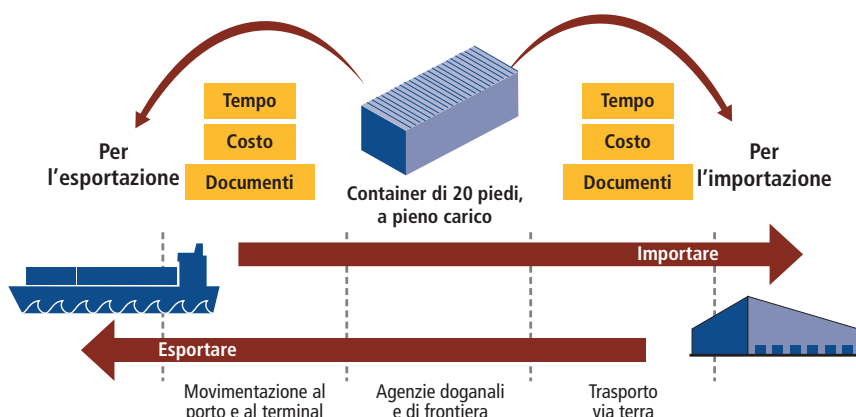 Tempo
Costo
Documenti
Per
l'esportazione
Container di 20 piedi,
a pieno carico
Tempo
Costo
Documenti
Per
l'importazione
Importare
Esportare
Movimentazione al
porto e al terminal
Agenzie doganali
e di frontiera
Trasporto
via terra